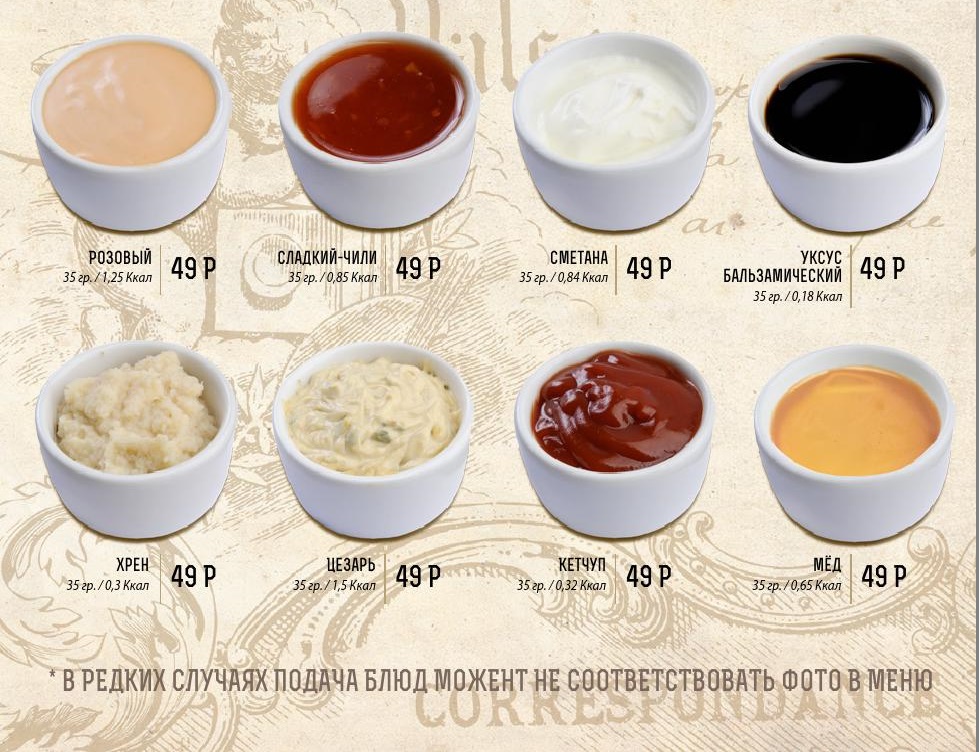 РОЗОВЫЙ
35 гр. / 1,25 Ккал
49 Р
СЛАДКИЙ-ЧИЛИ
35 гр. / 0,85 Ккал
49 Р
СМЕТАНА
35 гр. / 0,84 Ккал
49 Р
УКСУС
БАЛЬЗАМИЧЕСКИЙ
35 гр. / 0,18 Ккал
49 Р
ХРЕН
35 гр. / 0,3 Ккал
49 Р
ЦЕЗАРЬ
35 гр. / 1,5 Ккал
49 Р
КЕТЧУП
35 гр. / 0,32 Ккал
49 Р
МЁД
35 гр. / 0,65 Ккал
49 Р
* В РЕДКИХ СЛУЧАЯХ ПОДАЧА БЛЮД МОЖЕНТ НЕ СООТВЕТСТВОВАТЬ ФОТО В МЕНЮ
CORRESPONDANCE